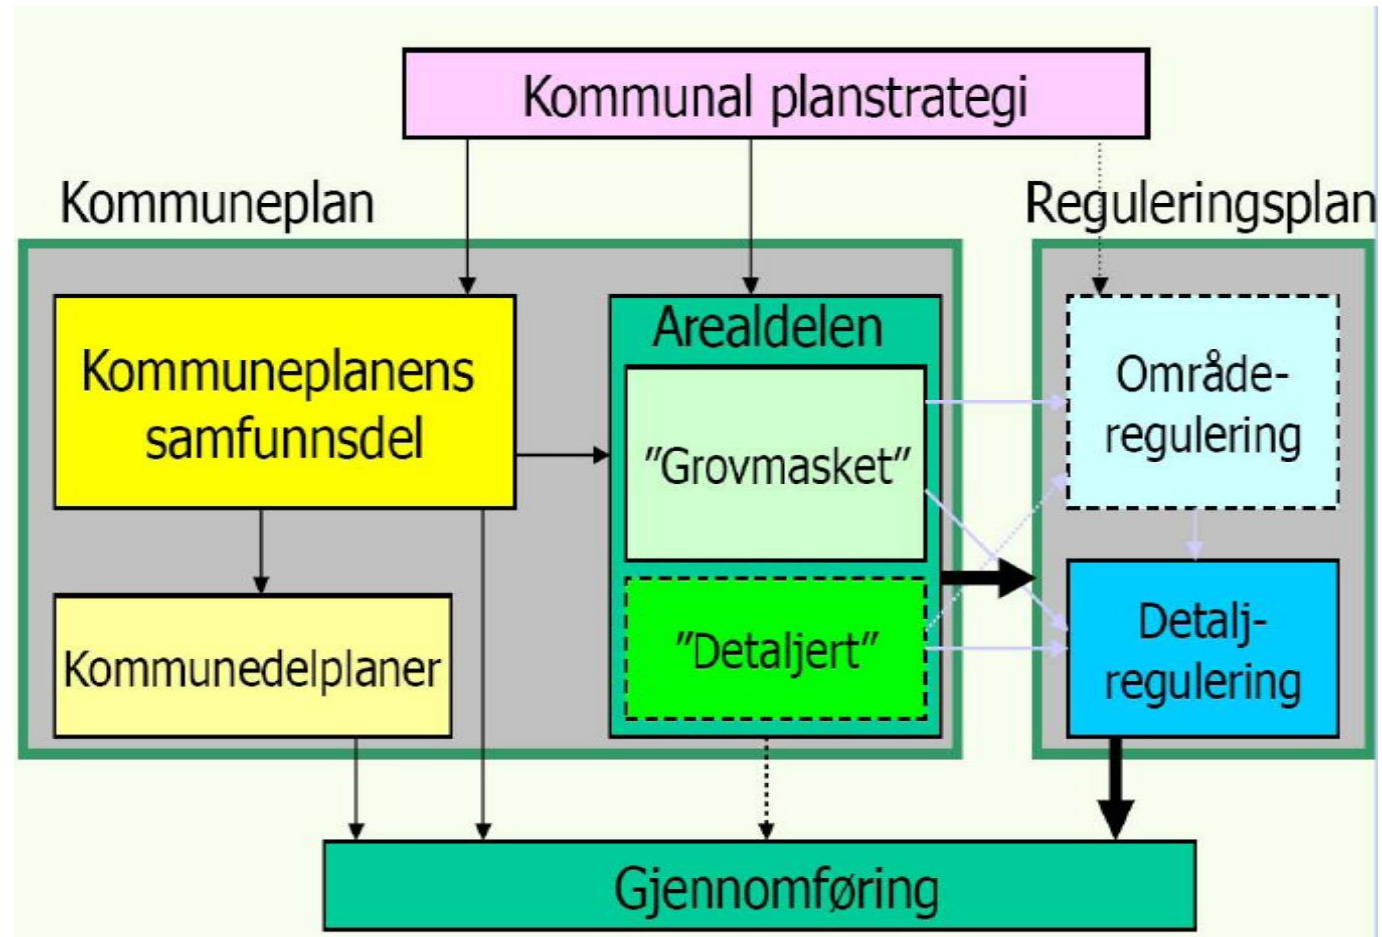 Kommunal planstrategi
Kommuneplan
Reguleringsplan
Kommuneplanens
samfunnsdel
Arealdelen
”Grovmasket”
”Detaljert”
Kommunedelplaner
Område-
regulering
Detalj-
regulering
Gjennomføring